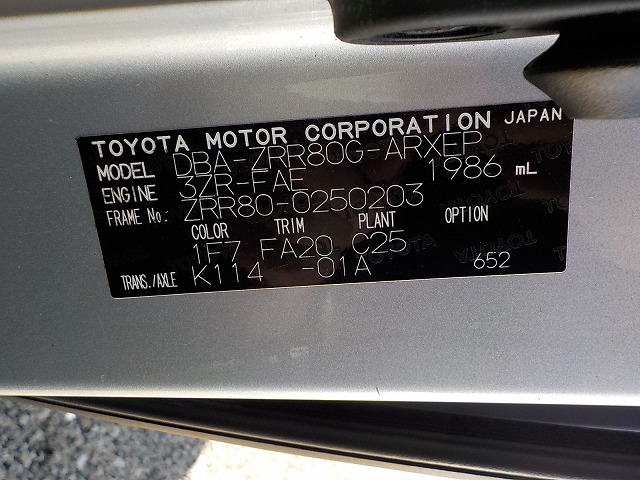 TOYOTA MOTOR CORPORATION JAPAN
MODEL DBA-ZRR80G-ARXEP
ENGINE 3ZR-FAE 1986 mL
FRAME No. ZRR80-0250203
COLOR TRIM PLANT OPTION
1F7 FA20 C25
TRANS./AXLE K114 -01A 652